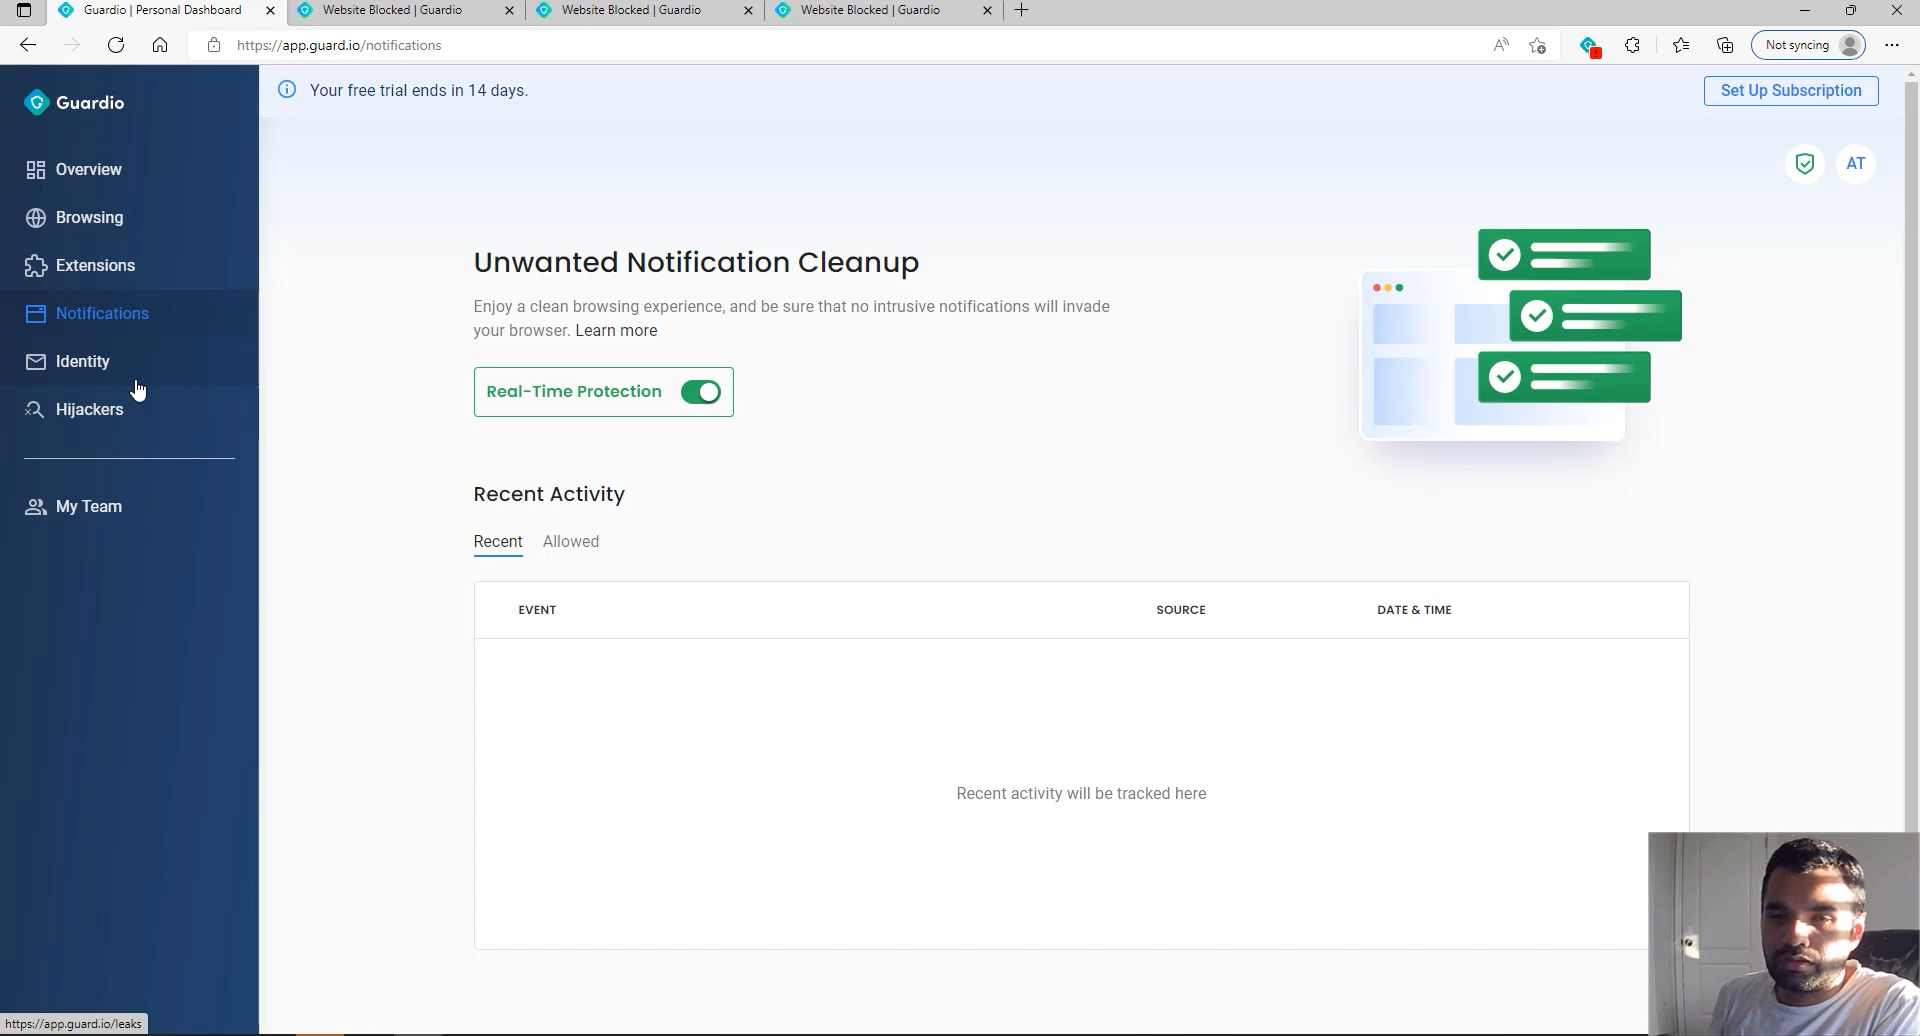 Guardio | Personal Dashboard
Website Blocked | Guardio
Website Blocked | Guardio
Website Blocked | Guardio
https://app.guard.io/notifications
Not syncing
Guardio
Your free trial ends in 14 days.
Set Up Subscription
Overview
AT
Browsing
Extensions
Notifications
Identity
Hijackers
My Team
Unwanted Notification Cleanup
Enjoy a clean browsing experience, and be sure that no intrusive notifications will invade
your browser. Learn more
Real-Time Protection
Recent Activity
Recent Allowed
EVENT SOURCE DATE & TIME
Recent activity will be tracked here
https://app.guard.io/leaks